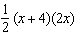 1/2 (x + 4)(2x)